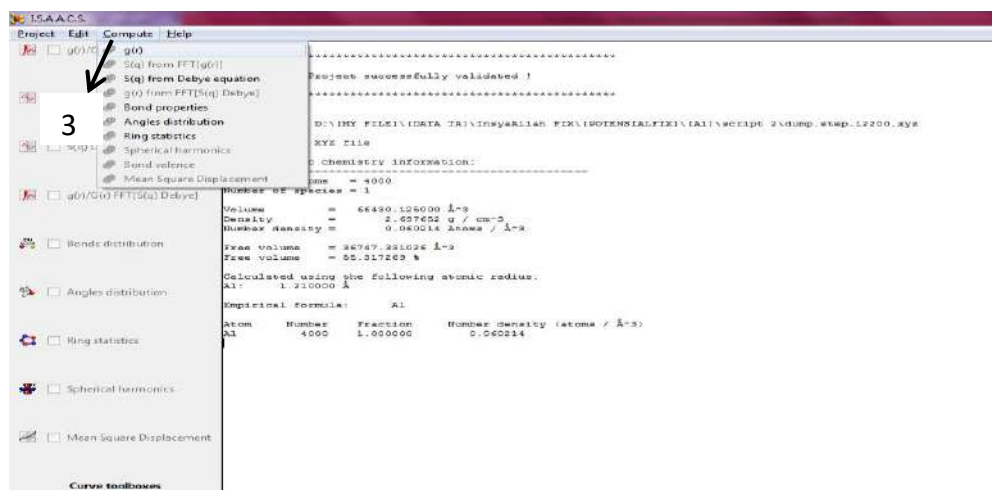 I.S.A.A.C.S.
Project Edit Compute Help
g(r)
S(q) from FFT[g(r)]
S(q) from Debye equation
g(r) from FFT[S(q) Debye]
Bond properties
Angles distribution
Ring statistics
Spherical harmonics
Bond valence
Mean Square Displacement
3
g(r)/G(r) FFT[S(q) Debye]
Bonds distribution
Angles distribution
Ring statistics
Spherical harmonics
Mean Square Displacement
Curve toolboxes
Project successfully validated !
XYZ file
chemistry information:
= 4000
Number of species = 1
Volume = 66430.125000 Å^3
Density = 2.697652 g / cm^3
Number density = 0.060214 Atoms / Å^3
Free volume = 36747.331026 Å^3
Free volume = 55.317269 %
Calculated using the following atomic radius:
Al: 1.210000 Å
Empirical formula: Al
Atom Number Fraction Number density (atoms / Å^3)
Al 4000 1.000000 0.060214